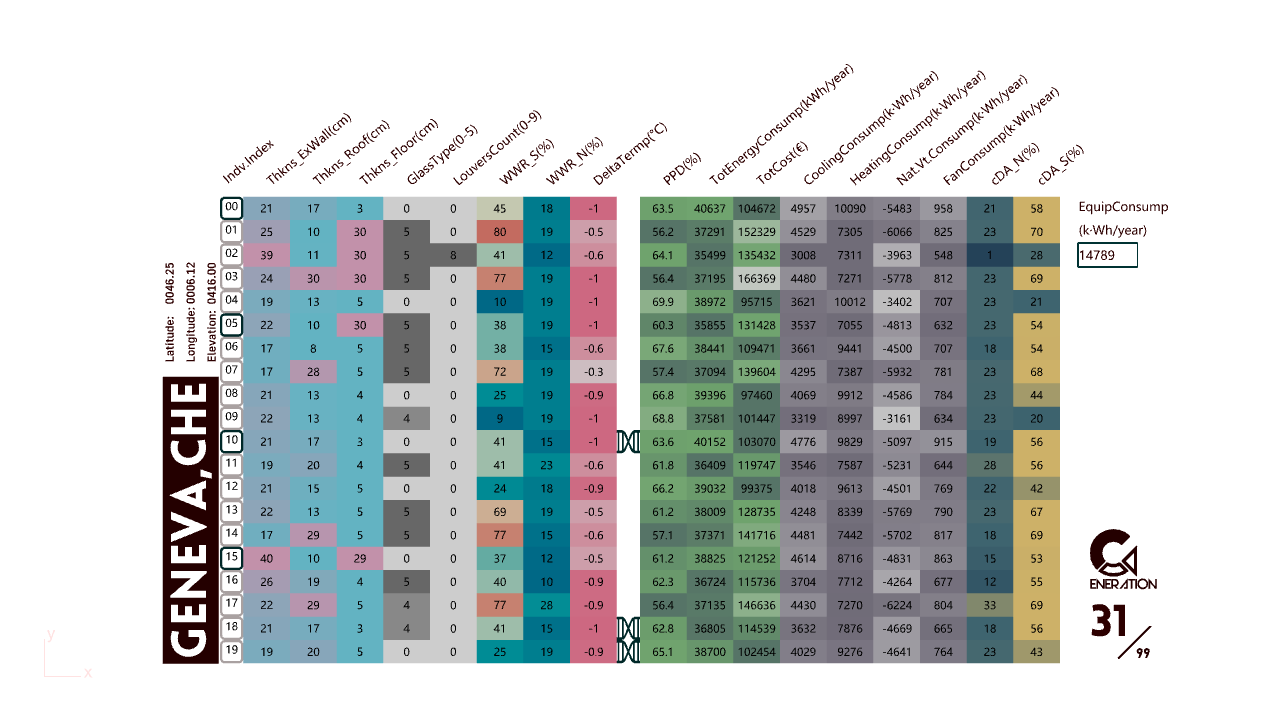 Indv.Index Thkns_ExWall(cm) Thkns_Roof(cm) Thkns_Floor(cm) GlassType(0-5) LouversCount(0-9) WWR_S(%) WWR_N(%) DeltaTermp(°C) PPD(%) TotEnergyConsump(kWh/year) TotCost(€) CoolingConsump(k·Wh/year) HeatingConsump(k·Wh/year) Nat.Vt.Consump(k·Wh/year) FanConsump(k·Wh/year) cDA_N(%) cDA_S(%)
00 21 17 3 0 0 45 18 -1 63.5 40637 104672 4957 10090 -5483 958 21 58
01 25 10 30 5 0 80 19 -0.5 56.2 37291 152329 4529 7305 -6066 825 23 70
02 39 11 30 5 8 41 12 -0.6 64.1 35499 135432 3008 7311 -3963 548 1 28
03 24 30 30 5 0 77 19 -1 56.4 37195 166369 4480 7271 -5778 812 23 69
04 19 13 5 0 0 10 19 -1 69.9 38972 95715 3621 10012 -3402 707 23 21
05 22 10 30 5 0 38 19 -1 60.3 35855 131428 3537 7055 -4813 632 23 54
06 17 8 5 5 0 38 15 -0.6 67.6 38441 109471 3661 9441 -4500 707 18 54
07 17 28 5 5 0 72 19 -0.3 57.4 37094 139604 4295 7387 -5932 781 23 68
08 21 13 4 0 0 25 19 -0.9 66.8 39396 97460 4069 9912 -4586 784 23 44
09 22 13 4 4 0 9 19 -1 68.8 37581 101447 3319 8997 -3161 634 23 20
10 21 17 3 0 0 41 15 -1 63.6 40152 103070 4776 9829 -5097 915 19 56
11 19 20 4 5 0 41 23 -0.6 61.8 36409 119747 3546 7587 -5231 644 28 56
12 21 15 5 0 0 24 18 -0.9 66.2 39032 99375 4018 9613 -4501 769 22 42
13 22 13 5 5 0 69 19 -0.5 61.2 38009 128735 4248 8339 -5769 790 23 67
14 17 29 5 5 0 77 15 -0.6 57.1 37371 141716 4481 7442 -5702 817 18 69
15 40 10 29 0 0 37 12 -0.5 61.2 38825 121252 4614 8716 -4831 863 15 53
16 26 19 4 5 0 40 10 -0.9 62.3 36724 115736 3704 7712 -4264 677 12 55
17 22 29 5 4 0 77 28 -0.9 56.4 37135 146636 4430 7270 -6224 804 33 69
18 21 17 3 4 0 41 15 -1 62.8 36805 114539 3632 7876 -4669 665 18 56
19 19 20 5 0 0 25 19 -0.9 65.1 38700 102454 4029 9276 -4641 764 23 43
EquipConsump
(k·Wh/year)
14789
Latitude: 0046.25
Longitude: 0006.12
Elevation: 0416.00
GENEVA,CHE
ENERATION
31/99
y
x